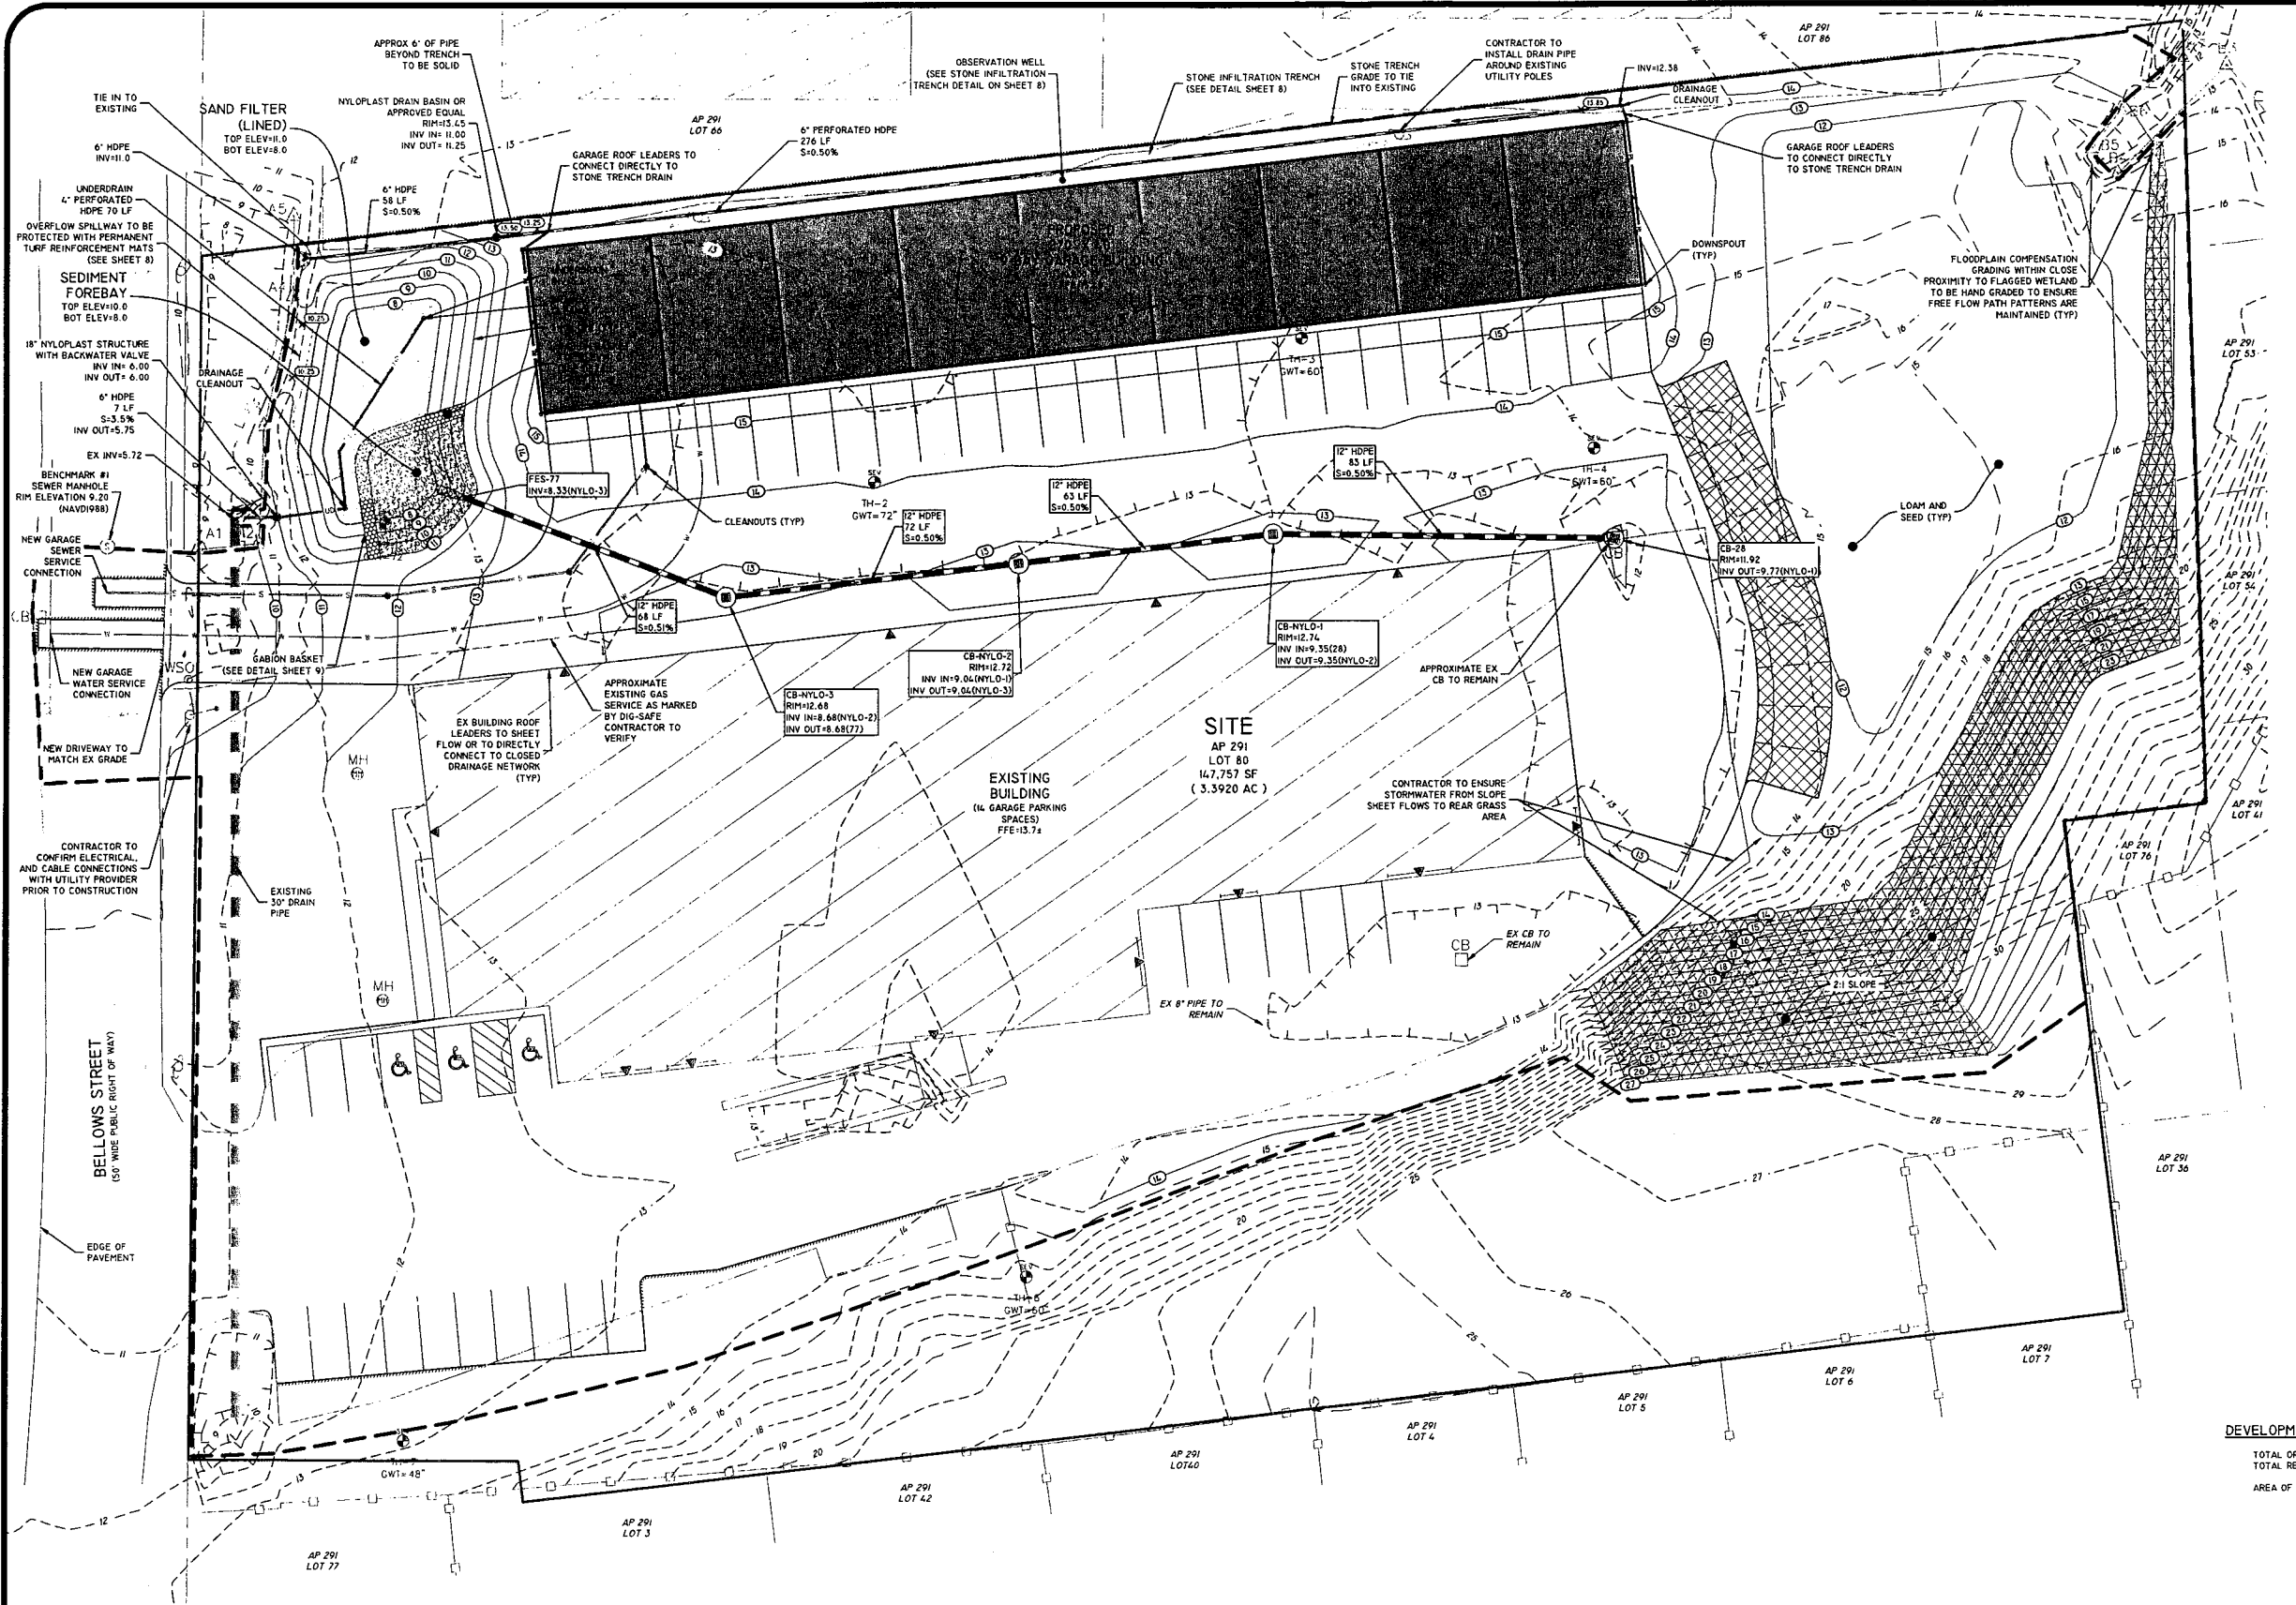 APPROX 6' OF PIPE
BEYOND TRENCH
TO BE SOLID
OBSERVATION WELL
(SEE STONE INFILTRATION
TRENCH DETAIL ON SHEET 8)
STONE INFILTRATION TRENCH
(SEE DETAIL SHEET 8)
STONE TRENCH
GRADE TO TIE
INTO EXISTING
CONTRACTOR TO
INSTALL DRAIN PIPE
AROUND EXISTING
UTILITY POLES
INV=12.38
DRAINAGE
CLEANOUT
AP 291
LOT 86
TIE IN TO
EXISTING
SAND FILTER
(LINED)
TOP ELEV=11.0
BOT ELEV=8.0
NYLOPLAST DRAIN BASIN OR
APPROVED EQUAL
RIM=13.45
INV IN= 11.00
INV OUT= 11.25
AP 291
LOT 66
6" PERFORATED HDPE
276 LF
S=0.50%
GARAGE ROOF LEADERS TO
CONNECT DIRECTLY TO
STONE TRENCH DRAIN
GARAGE ROOF LEADERS
TO CONNECT DIRECTLY
TO STONE TRENCH DRAIN
6" HDPE
INV=11.0
6" HDPE
58 LF
S=0.50%
UNDERDRAIN
4" PERFORATED
HDPE 70 LF
OVERFLOW SPILLWAY TO BE
PROTECTED WITH PERMANENT
TURF REINFORCEMENT MATS
(SEE SHEET 8)
SEDIMENT
FOREBAY
TOP ELEV=10.0
BOT ELEV=8.0
18" NYLOPLAST STRUCTURE
WITH BACKWATER VALVE
INV IN= 6.00
INV OUT= 6.00
DRAINAGE
CLEANOUT
6" HDPE
7 LF
S=3.5%
INV OUT=5.75
EX INV=5.72
BENCHMARK #1
SEWER MANHOLE
RIM ELEVATION 9.20
(NAVD1988)
NEW GARAGE
SEWER
SERVICE
CONNECTION
DOWNSPOUT
(TYP)
FLOODPLAIN COMPENSATION
GRADING WITHIN CLOSE
PROXIMITY TO FLAGGED WETLAND
TO BE HAND GRADED TO ENSURE
FREE FLOW PATH PATTERNS ARE
MAINTAINED (TYP)
AP 291
LOT 53
TH-3
GWT=60"
FES-77
INV=8.33(NYLO-3)
CLEANOUTS (TYP)
TH-2
GWT=72"
12" HDPE
72 LF
S=0.50%
12" HDPE
63 LF
S=0.50%
12" HDPE
83 LF
S=0.50%
TH-4
GWT=60"
LOAM AND
SEED (TYP)
CB-28
RIM=11.92
INV OUT=9.77(NYLO-1)
AP 291
LOT 54
A1
CB
WSO
GABION BASKET
(SEE DETAIL SHEET 9)
12" HDPE
68 LF
S=0.51%
NEW GARAGE
WATER SERVICE
CONNECTION
NEW DRIVEWAY TO
MATCH EX GRADE
EX BUILDING ROOF
LEADERS TO SHEET
FLOW OR TO DIRECTLY
CONNECT TO CLOSED
DRAINAGE NETWORK
(TYP)
APPROXIMATE
EXISTING GAS
SERVICE AS MARKED
BY DIG-SAFE
CONTRACTOR TO
VERIFY
CB-NYLO-3
RIM=12.68
INV IN=8.68(NYLO-2)
INV OUT=8.68(77)
CB-NYLO-2
RIM=12.72
INV IN=9.04(NYLO-1)
INV OUT=9.04(NYLO-3)
CB-NYLO-1
RIM=12.74
INV IN=9.35(28)
INV OUT=9.35(NYLO-2)
APPROXIMATE EX
CB TO REMAIN
SITE
AP 291
LOT 80
147,757 SF
( 3.3920 AC )
EXISTING
BUILDING
(14 GARAGE PARKING
SPACES)
FFE=13.7±
CONTRACTOR TO ENSURE
STORMWATER FROM SLOPE
SHEET FLOWS TO REAR GRASS
AREA
MH
CONTRACTOR TO
CONFIRM ELECTRICAL,
AND CABLE CONNECTIONS
WITH UTILITY PROVIDER
PRIOR TO CONSTRUCTION
EXISTING
30" DRAIN
PIPE
AP 291
LOT 41
AP 291
LOT 76
CB
EX CB TO
REMAIN
MH
EX 8" PIPE TO
REMAIN
2:1 SLOPE
BELLOWS STREET
(50' WIDE PUBLIC RIGHT OF WAY)
EDGE OF
PAVEMENT
GWT=60"
GWT=48"
AP 291
LOT 36
AP 291
LOT 7
AP 291
LOT 6
AP 291
LOT 5
AP 291
LOT 4
AP 291
LOT40
AP 291
LOT 42
AP 291
LOT 3
AP 291
LOT 77
DEVELOPM
TOTAL OF
TOTAL RE
AREA OF